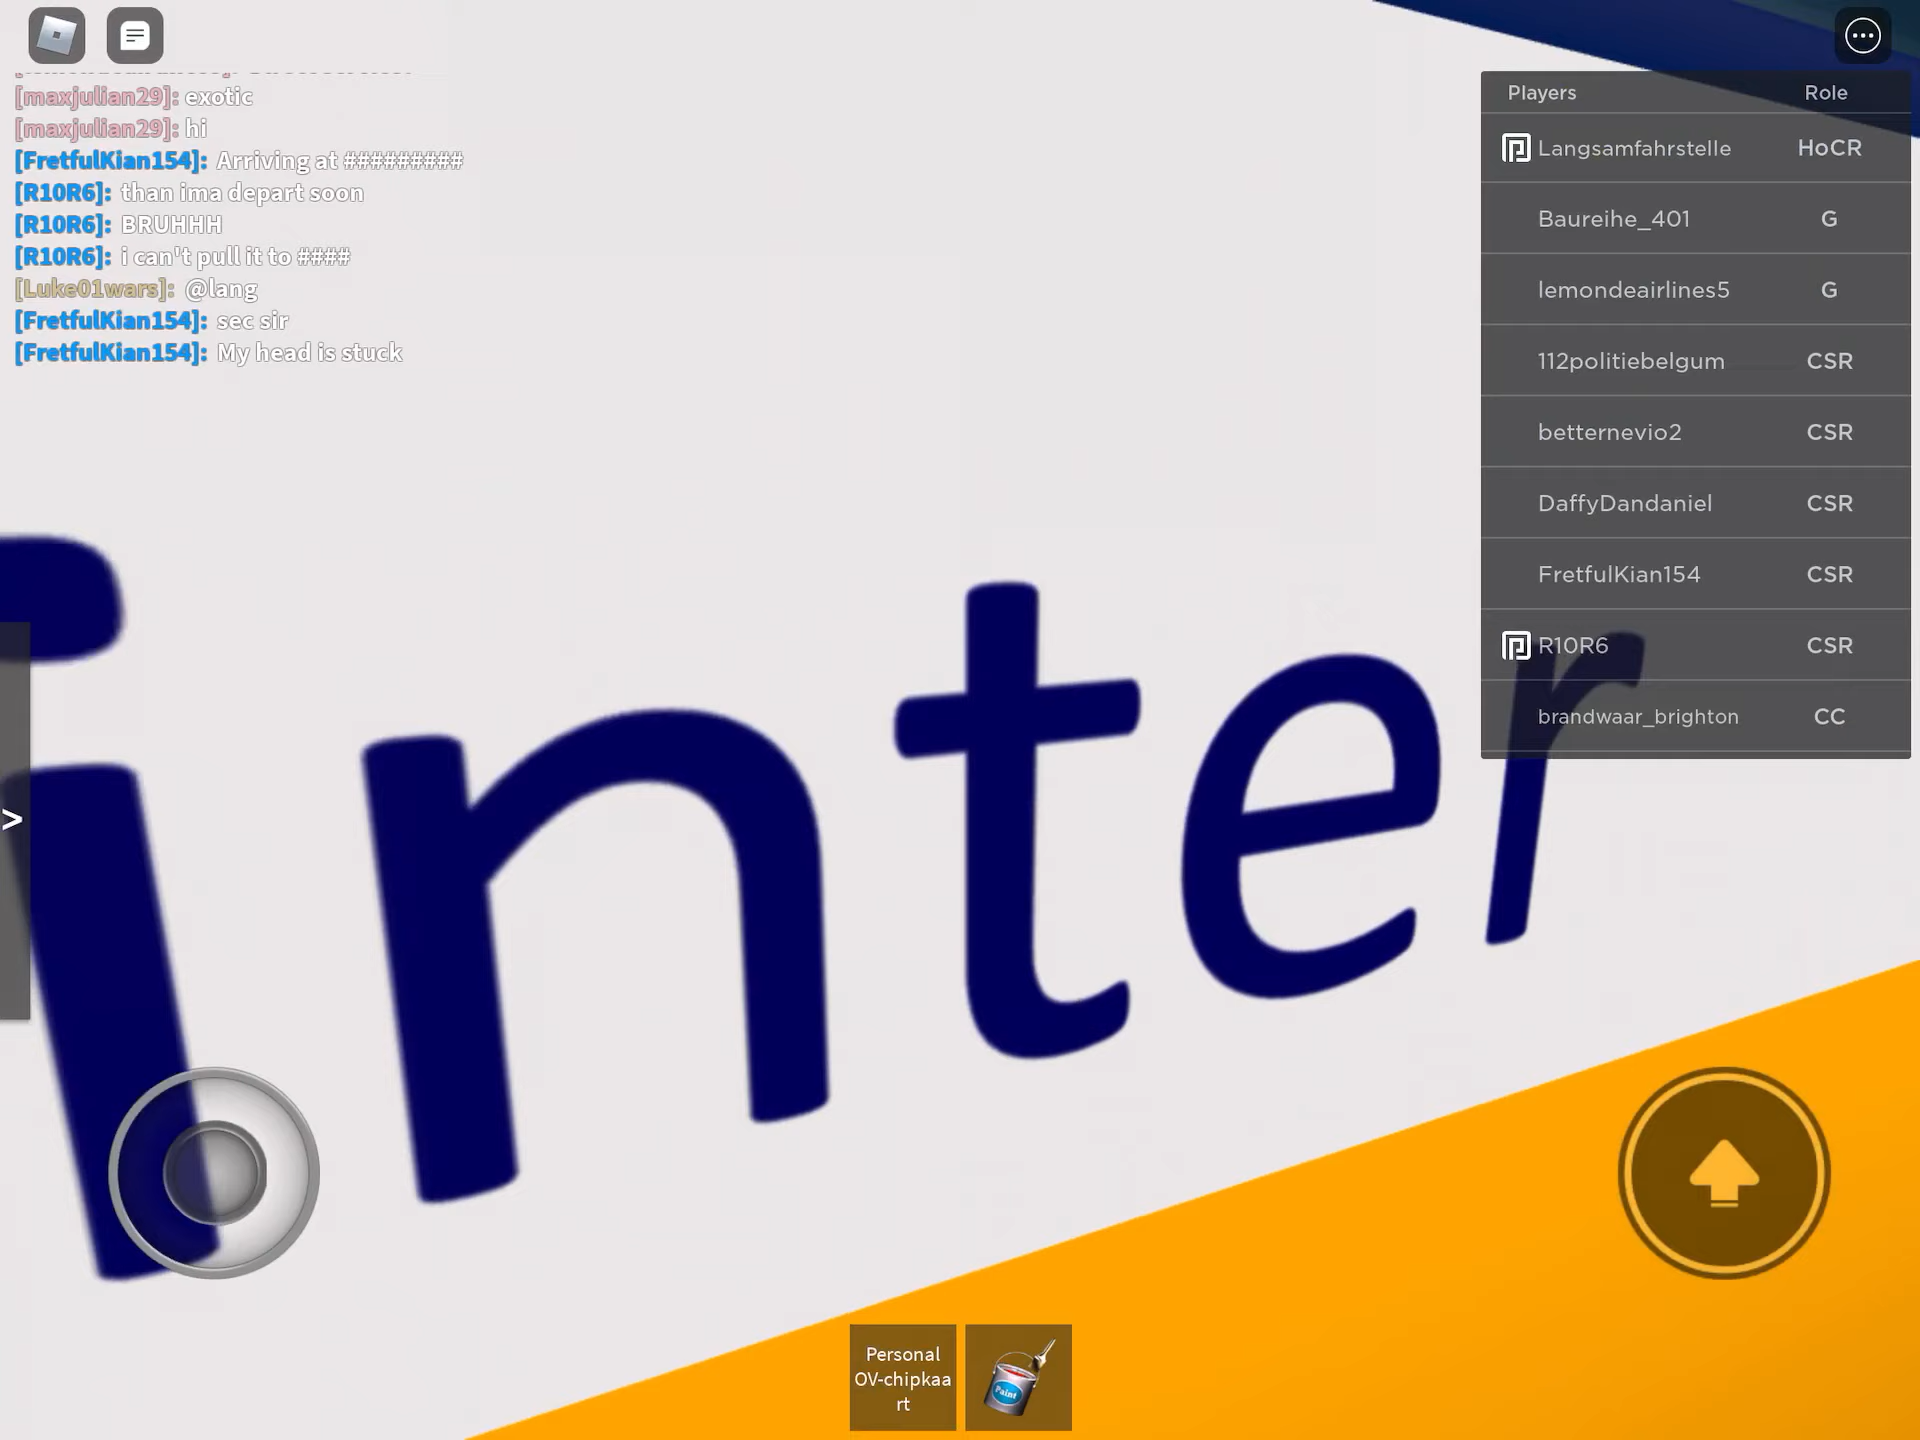 [maxjulian29]: exotic
[maxjulian29]: hi
[FretfulKian154]: Arriving at #########
[R10R6]: than ima depart soon
[R10R6]: BRUHHH
[R10R6]: i can't pull it to ####
[Luke01wars]: @lang
[FretfulKian154]: sec sir
[FretfulKian154]: My head is stuck
Players Role
Langsamfahrstelle HoCR
Baureihe_401 G
lemondeairlines5 G
112politiebelgum CSR
betternevio2 CSR
DaffyDandaniel CSR
FretfulKian154 CSR
R10R6 CSR
brandwaar_brighton CC
inter
>
Personal
OV-chipkaa
rt
Paint